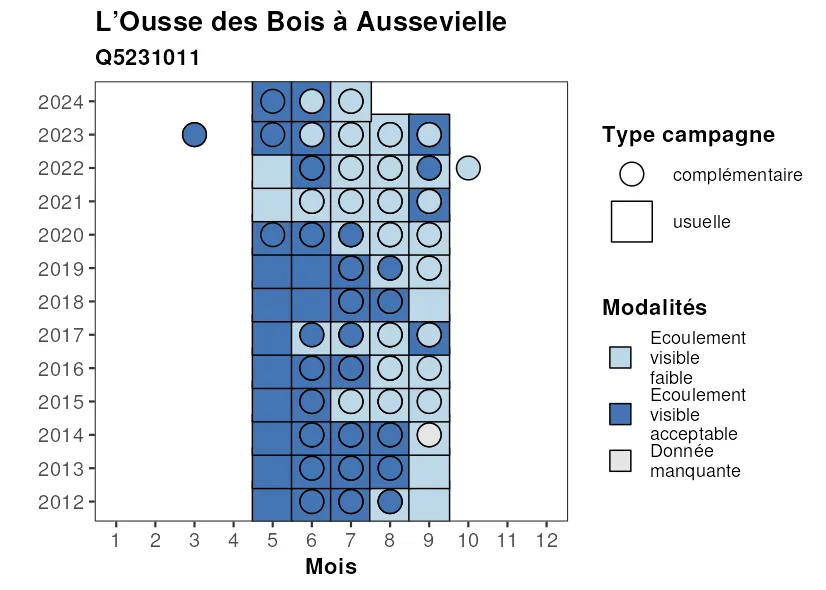 L’Ousse des Bois à Aussevielle
Q5231011
2024
2023
2022
2021
2020
2019
2018
2017
2016
2015
2014
2013
2012
1 2 3 4 5 6 7 8 9 10 11 12
Mois
Type campagne
complémentaire
usuelle
Modalités
Ecoulement
visible
faible
Ecoulement
visible
acceptable
Donnée
manquante